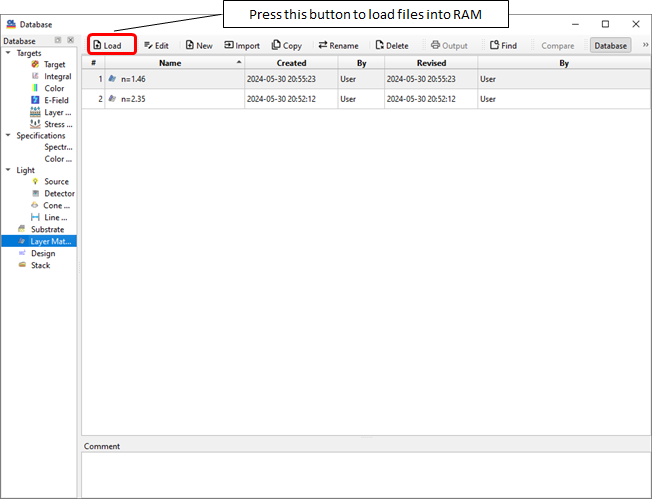 Press this button to load files into RAM
Database
Database
Load Edit New Import Copy Rename Delete Output Find Compare Database »
Targets
Target
Integral
Color
E-Field
Layer ...
Stress ...
Specifications
Spectr...
Color ...
Light
Source
Detector
Cone ...
Line ...
Substrate
Layer Mat...
Design
Stack
# Name Created By Revised By
1 n=1.46 2024-05-30 20:55:23 User 2024-05-30 20:55:23 User
2 n=2.35 2024-05-30 20:52:12 User 2024-05-30 20:52:12 User
Comment